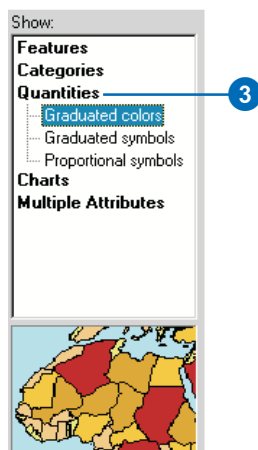 Show:
Features
Categories
Quantities
3
Graduated colors
Graduated symbols
Proportional symbols
Charts
Multiple Attributes